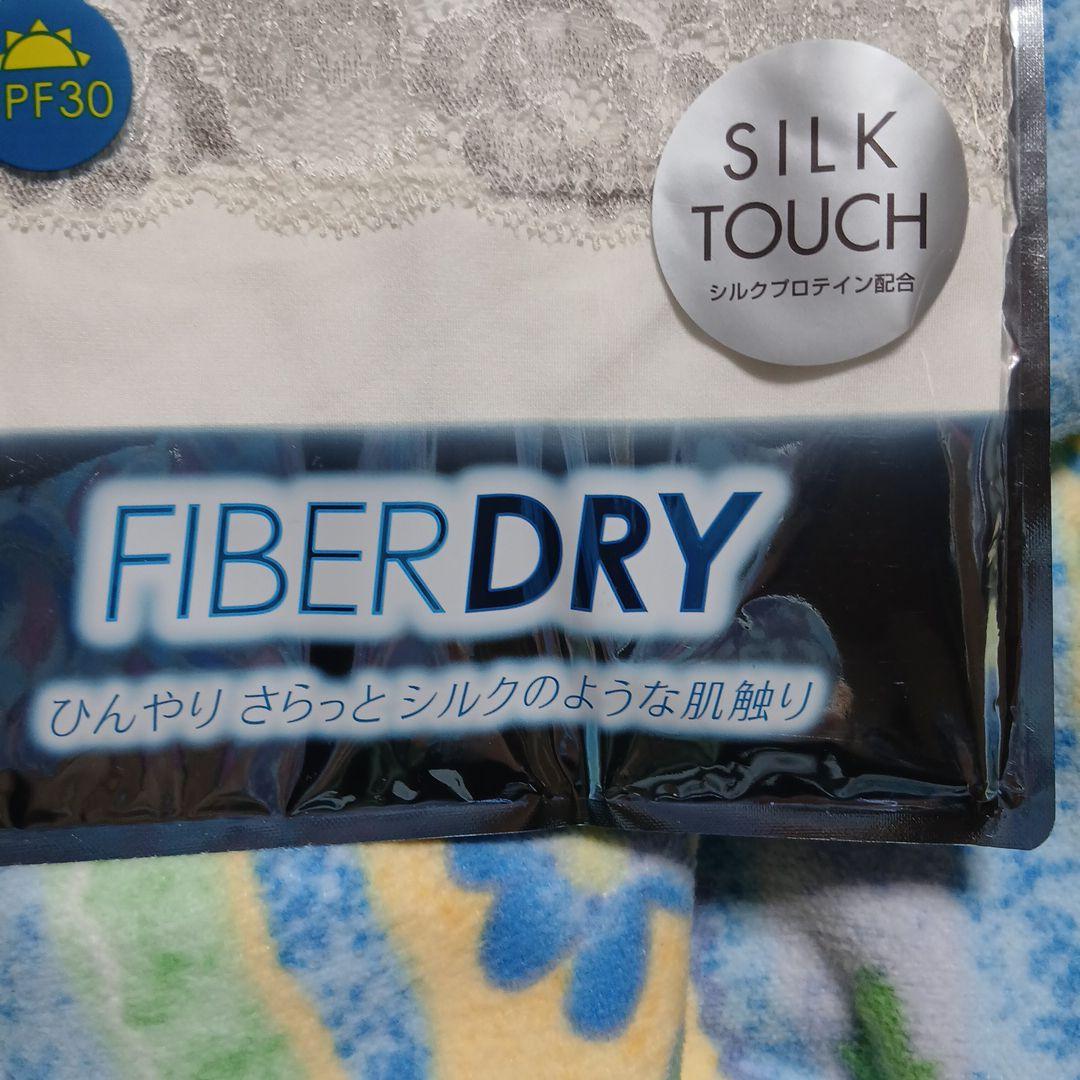 PF30
SILK
TOUCH
シルクプロテイン配合
FIBERDRY
ひんやり さらっと シルクのような肌触り